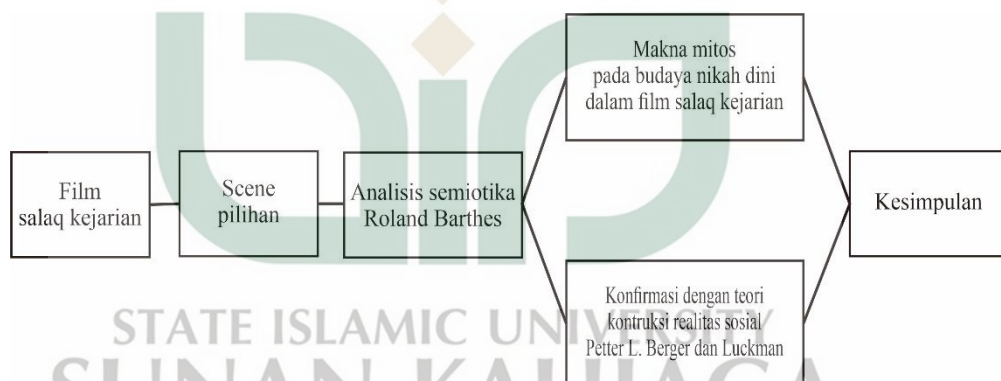 Film
salaq kejarian
Scene
pilihan
Analisis semiotika
Roland Barthes
Makna mitos
pada budaya nikah dini
dalam film salaq kejarian
Konfirmasi dengan teori
kontruksi realitas sosial
Petter L. Berger dan Luckman
Kesimpulan
STATE ISLAMIC UNIVERSITY
SUNAN KALIJAGA